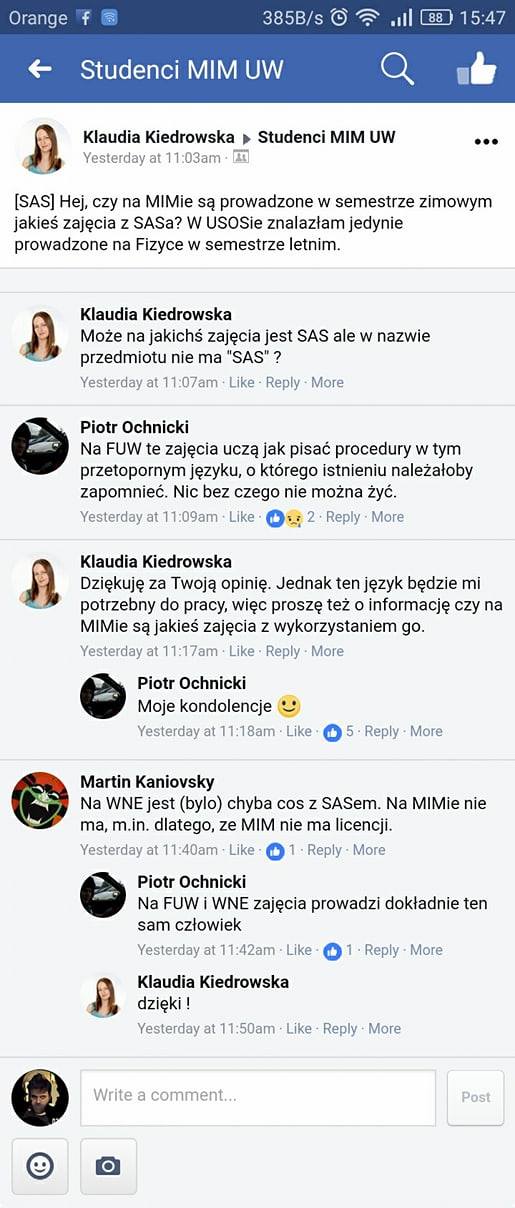 Orange 385B/s 88 15:47
Studenci MIM UW
Klaudia Kiedrowska ▸ Studenci MIM UW
Yesterday at 11:03am ·
[SAS] Hej, czy na MIMie są prowadzone w semestrze zimowym
jakieś zajęcia z SASa? W USOSie znalazłam jedynie
prowadzone na Fizyce w semestrze letnim.
Klaudia Kiedrowska
Może na jakichś zajęcia jest SAS ale w nazwie
przedmiotu nie ma "SAS" ?
Yesterday at 11:07am · Like · Reply · More
Piotr Ochnicki
Na FUW te zajęcia uczą jak pisać procedury w tym
przetopornym języku, o którego istnieniu należałoby
zapomnieć. Nic bez czego nie można żyć.
Yesterday at 11:09am · Like · 2 · Reply · More
Klaudia Kiedrowska
Dziękuję za Twoją opinię. Jednak ten język będzie mi
potrzebny do pracy, więc proszę też o informację czy na
MIMie są jakieś zajęcia z wykorzystaniem go.
Yesterday at 11:17am · Like · Reply · More
Piotr Ochnicki
Moje kondolencje 🙂
Yesterday at 11:18am · Like · 5 · Reply · More
Martin Kaniovsky
Na WNE jest (bylo) chyba cos z SASem. Na MIMie nie
ma, m.in. dlatego, ze MIM nie ma licencji.
Yesterday at 11:40am · Like · 1 · Reply · More
Piotr Ochnicki
Na FUW i WNE zajęcia prowadzi dokładnie ten
sam człowiek
Yesterday at 11:42am · Like · 1 · Reply · More
Klaudia Kiedrowska
dzięki !
Yesterday at 11:50am · Like · Reply · More
Write a comment... Post